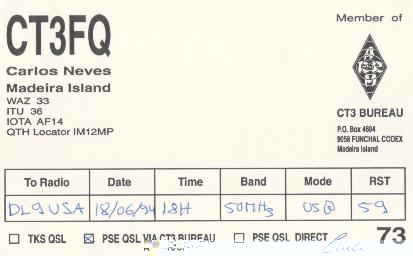 CT3FQ
Member of
Carlos Neves
Madeira Island
WAZ 33
ITU 36
IOTA AF14
QTH Locator IM12MP
CT3 BUREAU
P.O. Box 4694
9058 FUNCHAL CODEX
Madeira Island
To Radio Date Time Band Mode RST
DL9USA 18/06/94 18H 50MHz US@ 59
☐ TKS QSL ☒ PSE QSL VIA CT3 BUREAU ☐ PSE QSL DIRECT 73